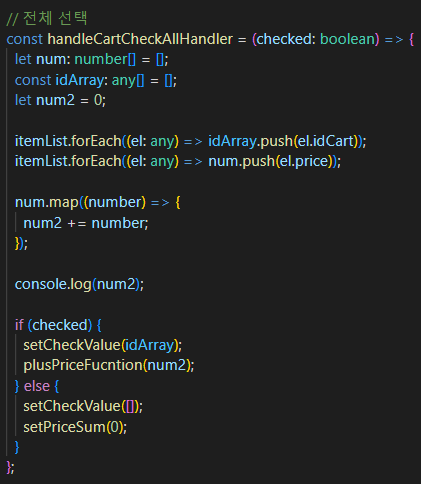 // 전체 선택
const handleCartCheckAllHandler = (checked: boolean) => {
  let num: number[] = [];
  const idArray: any[] = [];
  let num2 = 0;

  itemList.forEach((el: any) => idArray.push(el.idCart));
  itemList.forEach((el: any) => num.push(el.price));

  num.map((number) => {
    num2 += number;
  });

  console.log(num2);

  if (checked) {
    setCheckValue(idArray);
    plusPriceFucntion(num2);
  } else {
    setCheckValue([]);
    setPriceSum(0);
  }
};